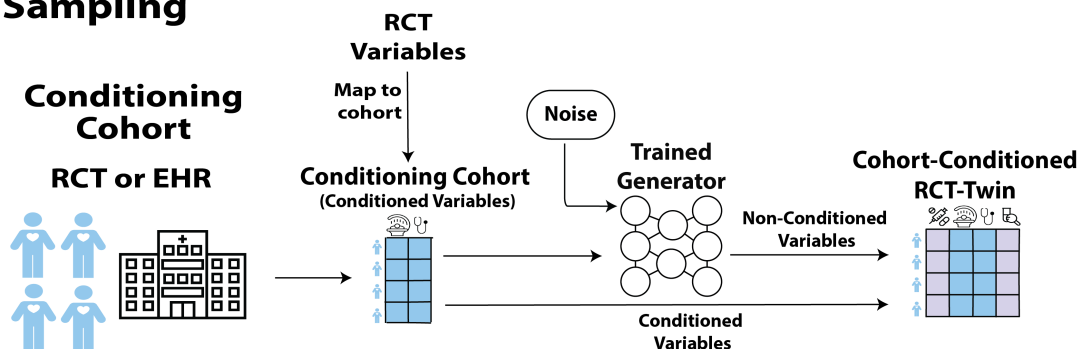 Sampling
RCT
Variables
Map to
cohort
Conditioning
Cohort
RCT or EHR
Conditioning Cohort
(Conditioned Variables)
Noise
Trained
Generator
Non-Conditioned
Variables
Conditioned
Variables
Cohort-Conditioned
RCT-Twin